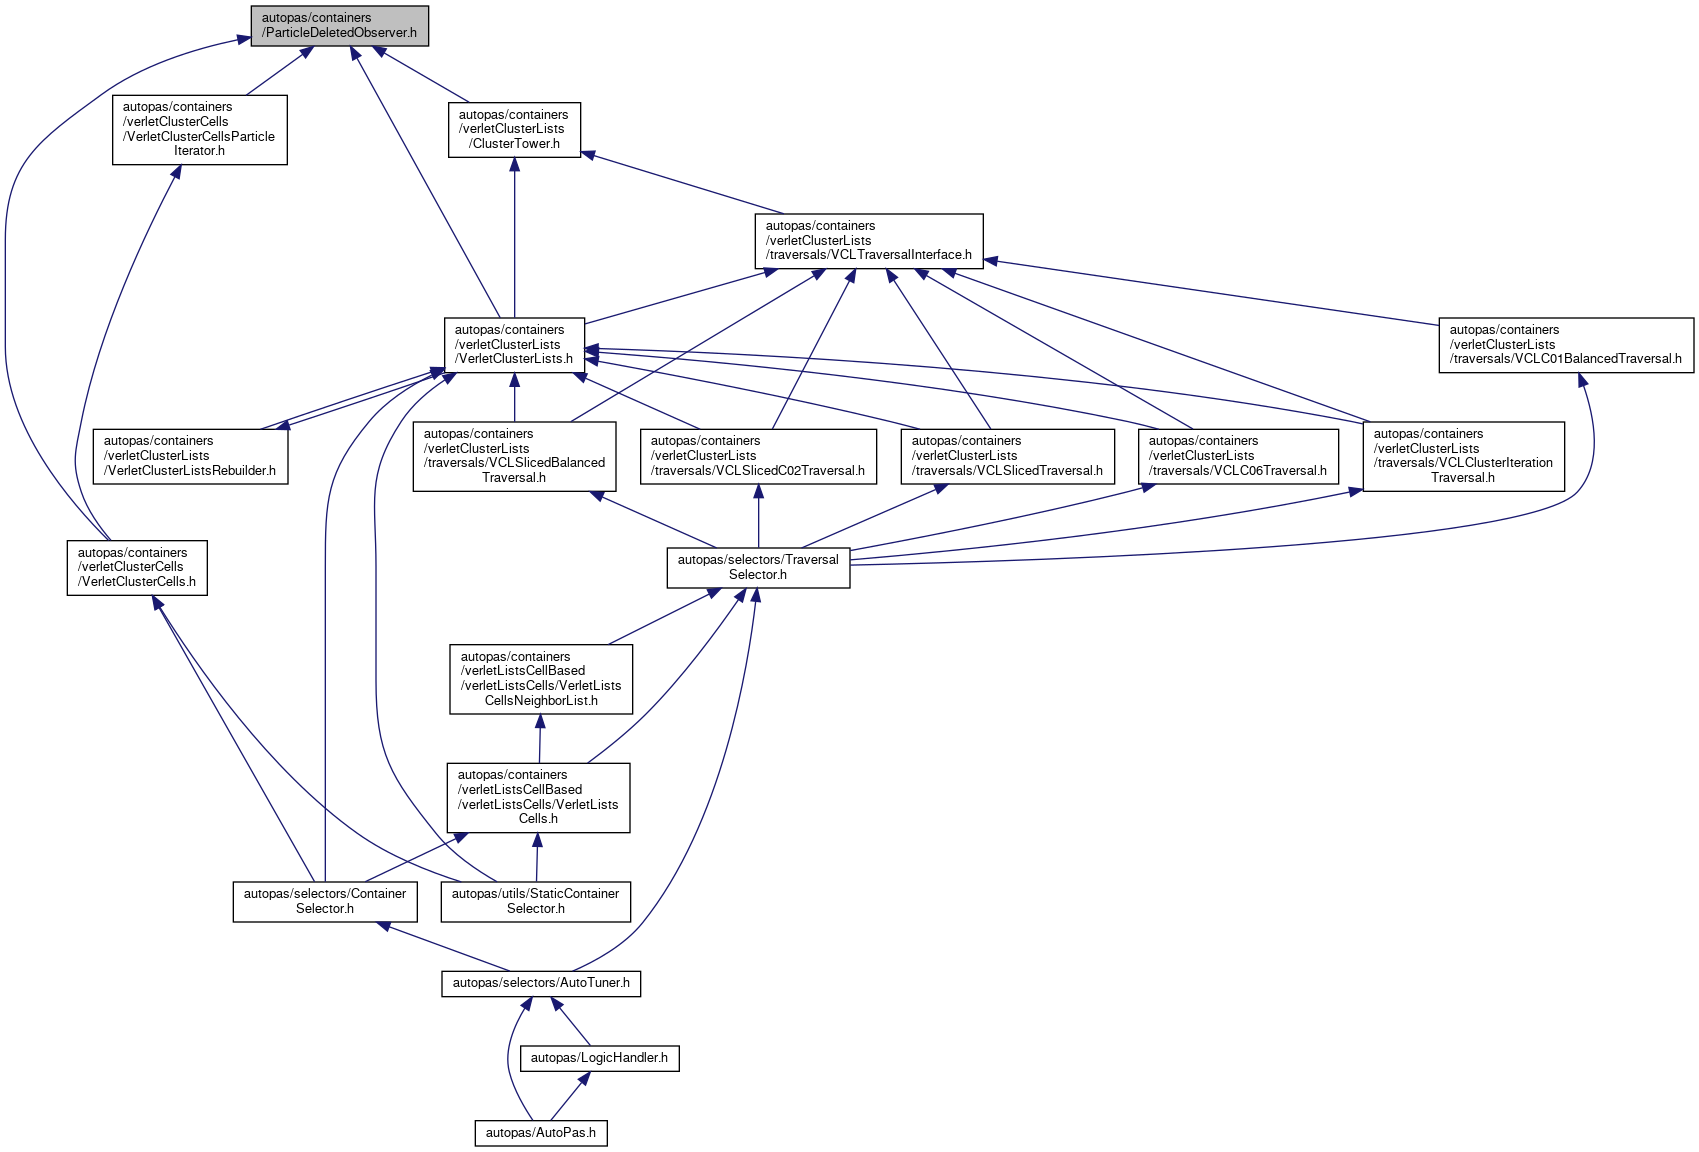 autopas/containers
/ParticleDeletedObserver.h
autopas/containers
/verletClusterCells
/VerletClusterCellsParticle
Iterator.h
autopas/containers
/verletClusterLists
/ClusterTower.h
autopas/containers
/verletClusterLists
/traversals/VCLTraversalInterface.h
autopas/containers
/verletClusterLists
/VerletClusterLists.h
autopas/containers
/verletClusterLists
/traversals/VCLC01BalancedTraversal.h
autopas/containers
/verletClusterLists
/VerletClusterListsRebuilder.h
autopas/containers
/verletClusterLists
/traversals/VCLSlicedBalanced
Traversal.h
autopas/containers
/verletClusterLists
/traversals/VCLSlicedC02Traversal.h
autopas/containers
/verletClusterLists
/traversals/VCLSlicedTraversal.h
autopas/containers
/verletClusterLists
/traversals/VCLC06Traversal.h
autopas/containers
/verletClusterLists
/traversals/VCLClusterIteration
Traversal.h
autopas/containers
/verletClusterCells
/VerletClusterCells.h
autopas/selectors/Traversal
Selector.h
autopas/containers
/verletListsCellBased
/verletListsCells/VerletLists
CellsNeighborList.h
autopas/containers
/verletListsCellBased
/verletListsCells/VerletLists
Cells.h
autopas/selectors/Container
Selector.h
autopas/utils/StaticContainer
Selector.h
autopas/selectors/AutoTuner.h
autopas/LogicHandler.h
autopas/AutoPas.h